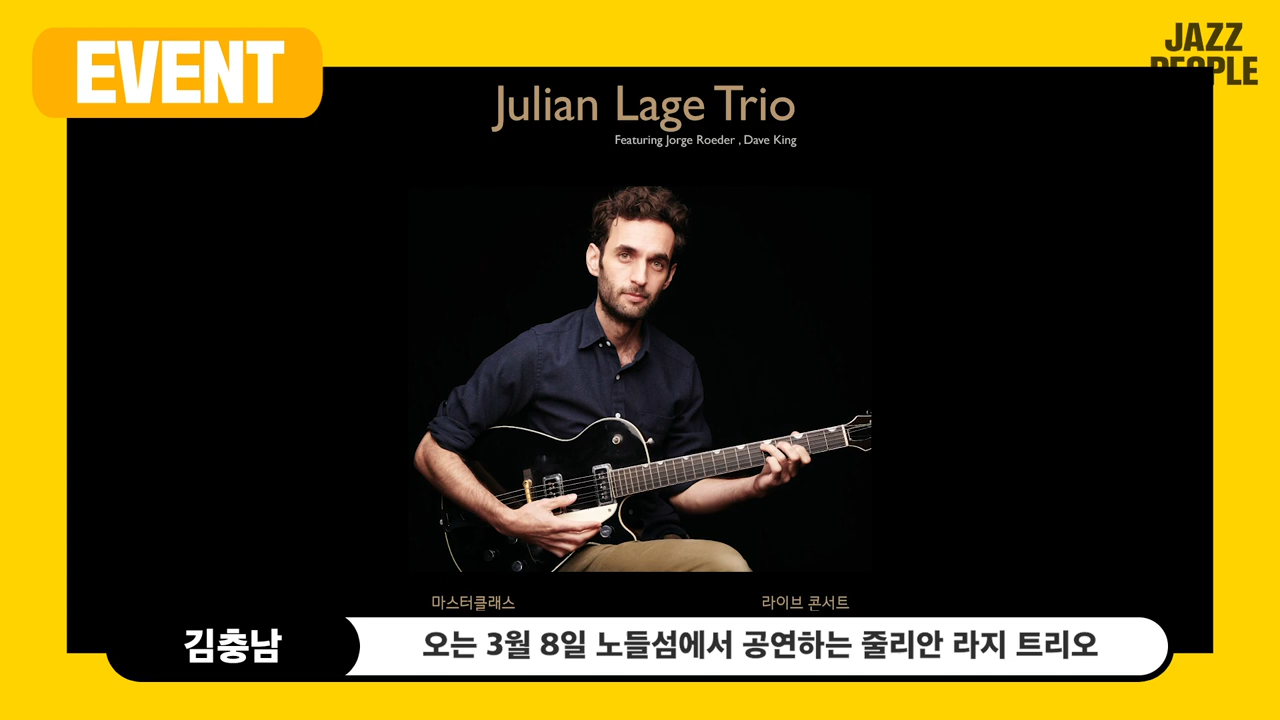 EVENT
JAZZ
PEOPLE
Julian Lage Trio
Featuring Jorge Roeder , Dave King
마스터클래스
라이브 콘서트
김충남
오는 3월 8일 노들섬에서 공연하는 줄리안 라지 트리오